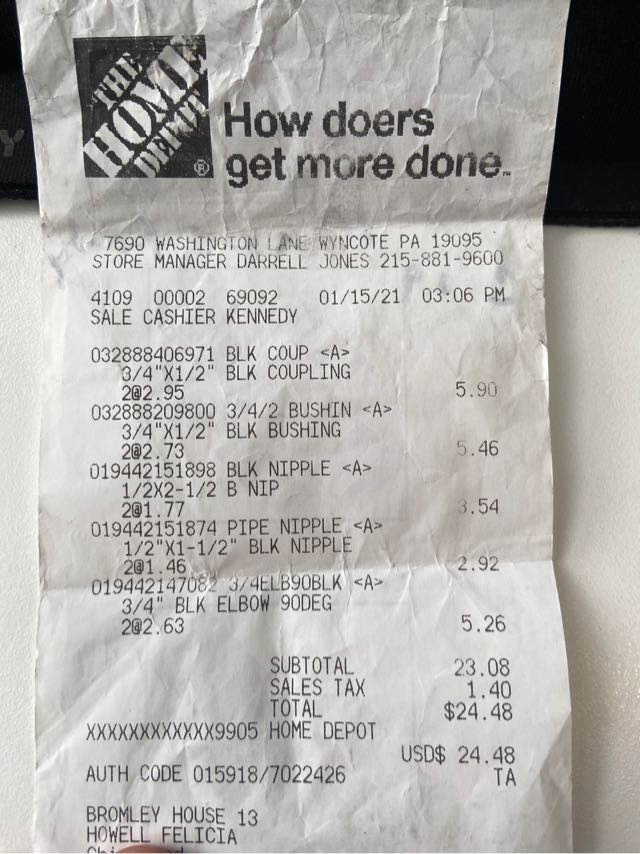 THE
HOME
DEPOT
®
How doers
get more done.™
7690 WASHINGTON LANE WYNCOTE PA 19095
STORE MANAGER DARRELL JONES 215-881-9600
4109 00002 69092 01/15/21 03:06 PM
SALE CASHIER KENNEDY
032888406971 BLK COUP <A>
3/4"X1/2" BLK COUPLING
2@2.95 5.90
032888209800 3/4/2 BUSHIN <A>
3/4"X1/2" BLK BUSHING
2@2.73 5.46
019442151898 BLK NIPPLE <A>
1/2X2-1/2 B NIP
2@1.77 3.54
019442151874 PIPE NIPPLE <A>
1/2"X1-1/2" BLK NIPPLE
2@1.46 2.92
019442147082 3/4ELB90BLK <A>
3/4" BLK ELBOW 90DEG
2@2.63 5.26
SUBTOTAL 23.08
SALES TAX 1.40
TOTAL $24.48
XXXXXXXXXXXX9905 HOME DEPOT
USD$ 24.48
AUTH CODE 015918/7022426 TA
BROMLEY HOUSE 13
HOWELL FELICIA
Y